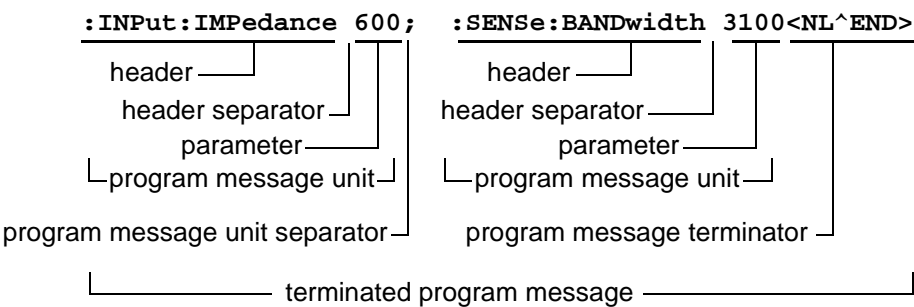 :INPut:IMPedance 600; :SENSe:BANDwidth 3100<NL^END>
header header
header separator header separator
parameter parameter
program message unit program message unit
program message unit separator program message terminator
terminated program message